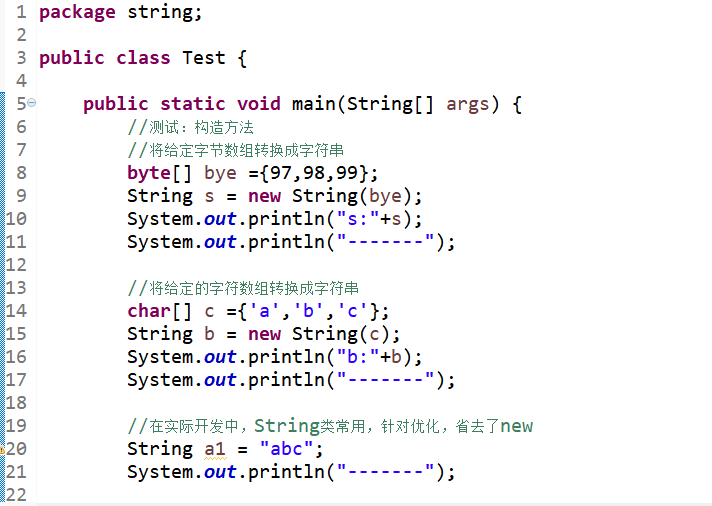 1 package string;
2
3 public class Test {
4
5 public static void main(String[] args) {
6 //测试：构造方法
7 //将给定字节数组转换成字符串
8 byte[] bye ={97,98,99};
9 String s = new String(bye);
10 System.out.println("s:"+s);
11 System.out.println("-------");
12
13 //将给定的字符数组转换成字符串
14 char[] c ={'a','b','c'};
15 String b = new String(c);
16 System.out.println("b:"+b);
17 System.out.println("-------");
18
19 //在实际开发中，String类常用，针对优化，省去了new
20 String a1 = "abc";
21 System.out.println("-------");
22